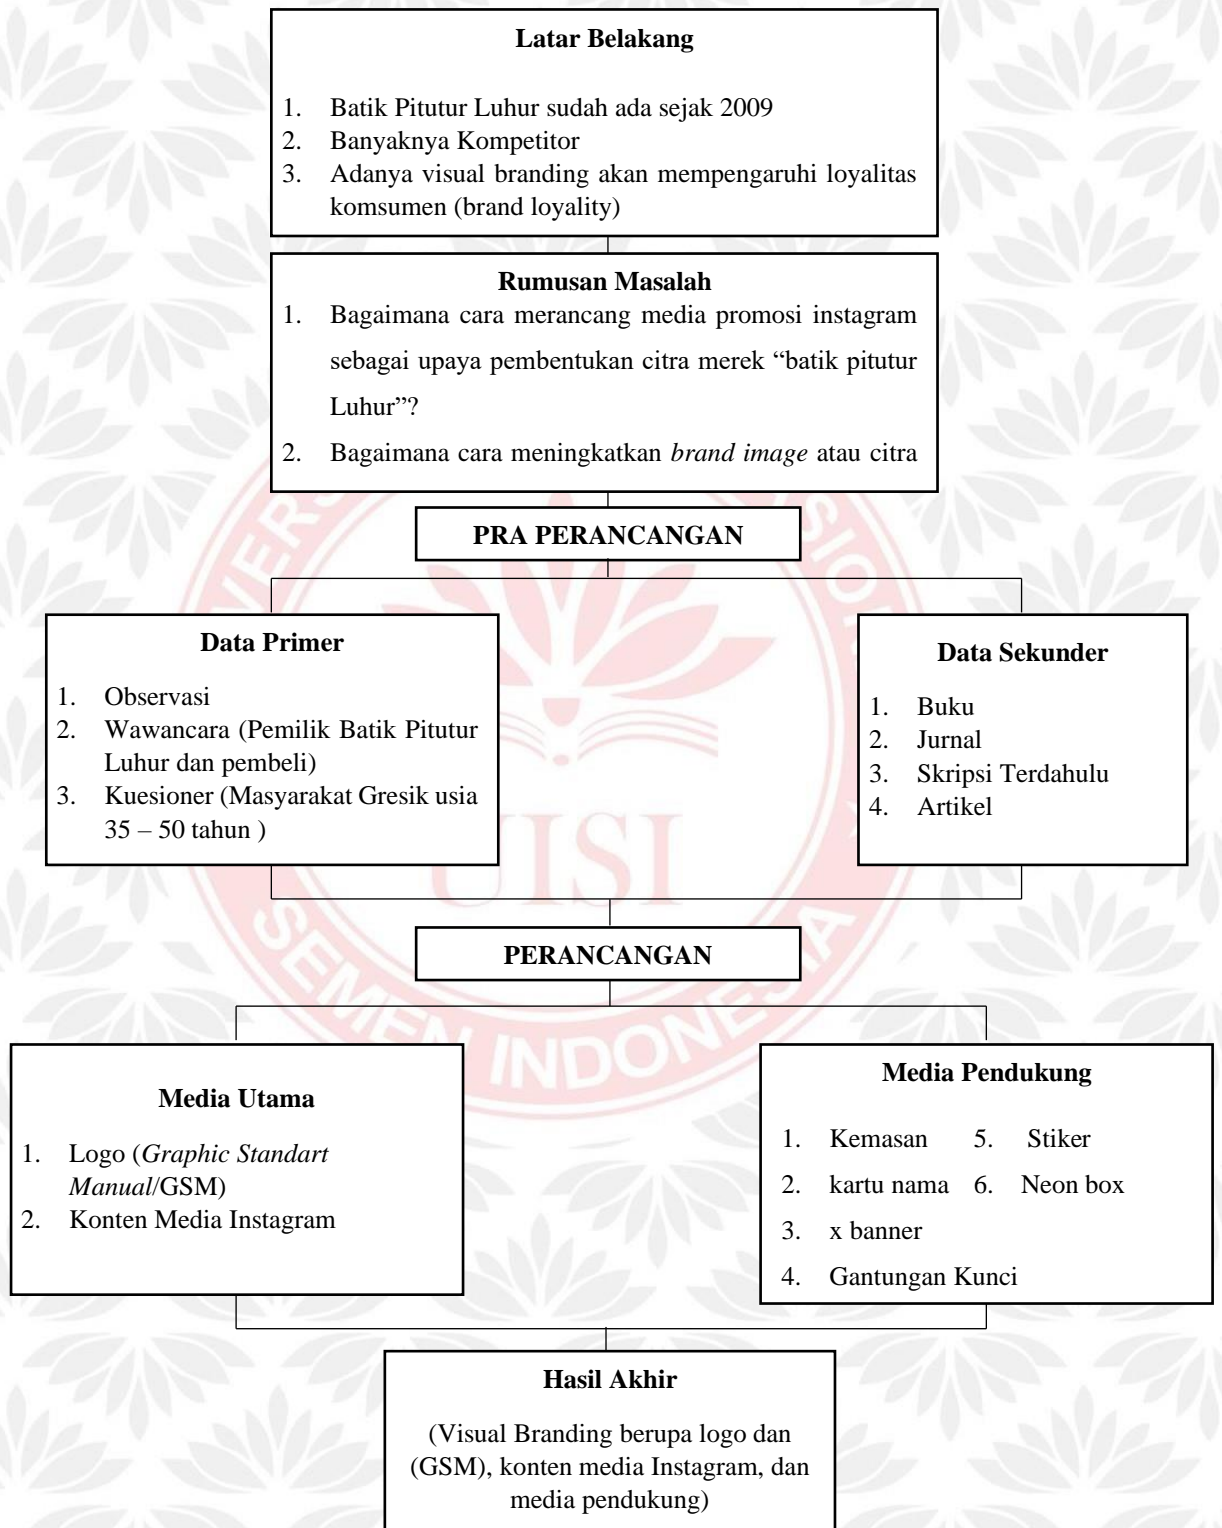 Latar Belakang
1. Batik Pitutur Luhur sudah ada sejak 2009
2. Banyaknya Kompetitor
3. Adanya visual branding akan mempengaruhi loyalitas
komsumen (brand loyality)
Rumusan Masalah
1. Bagaimana cara merancang media promosi instagram
sebagai upaya pembentukan citra merek “batik pitutur
Luhur”?
2. Bagaimana cara meningkatkan brand image atau citra
PRA PERANCANGAN
Data Primer
1. Observasi
2. Wawancara (Pemilik Batik Pitutur
Luhur dan pembeli)
3. Kuesioner (Masyarakat Gresik usia
35 – 50 tahun )
Data Sekunder
1. Buku
2. Jurnal
3. Skripsi Terdahulu
4. Artikel
UISI
SEMEN INDONESIA
PERANCANGAN
Media Utama
1. Logo (Graphic Standart
Manual/GSM)
2. Konten Media Instagram
Media Pendukung
1. Kemasan 5. Stiker
2. kartu nama 6. Neon box
3. x banner
4. Gantungan Kunci
Hasil Akhir
(Visual Branding berupa logo dan
(GSM), konten media Instagram, dan
media pendukung)